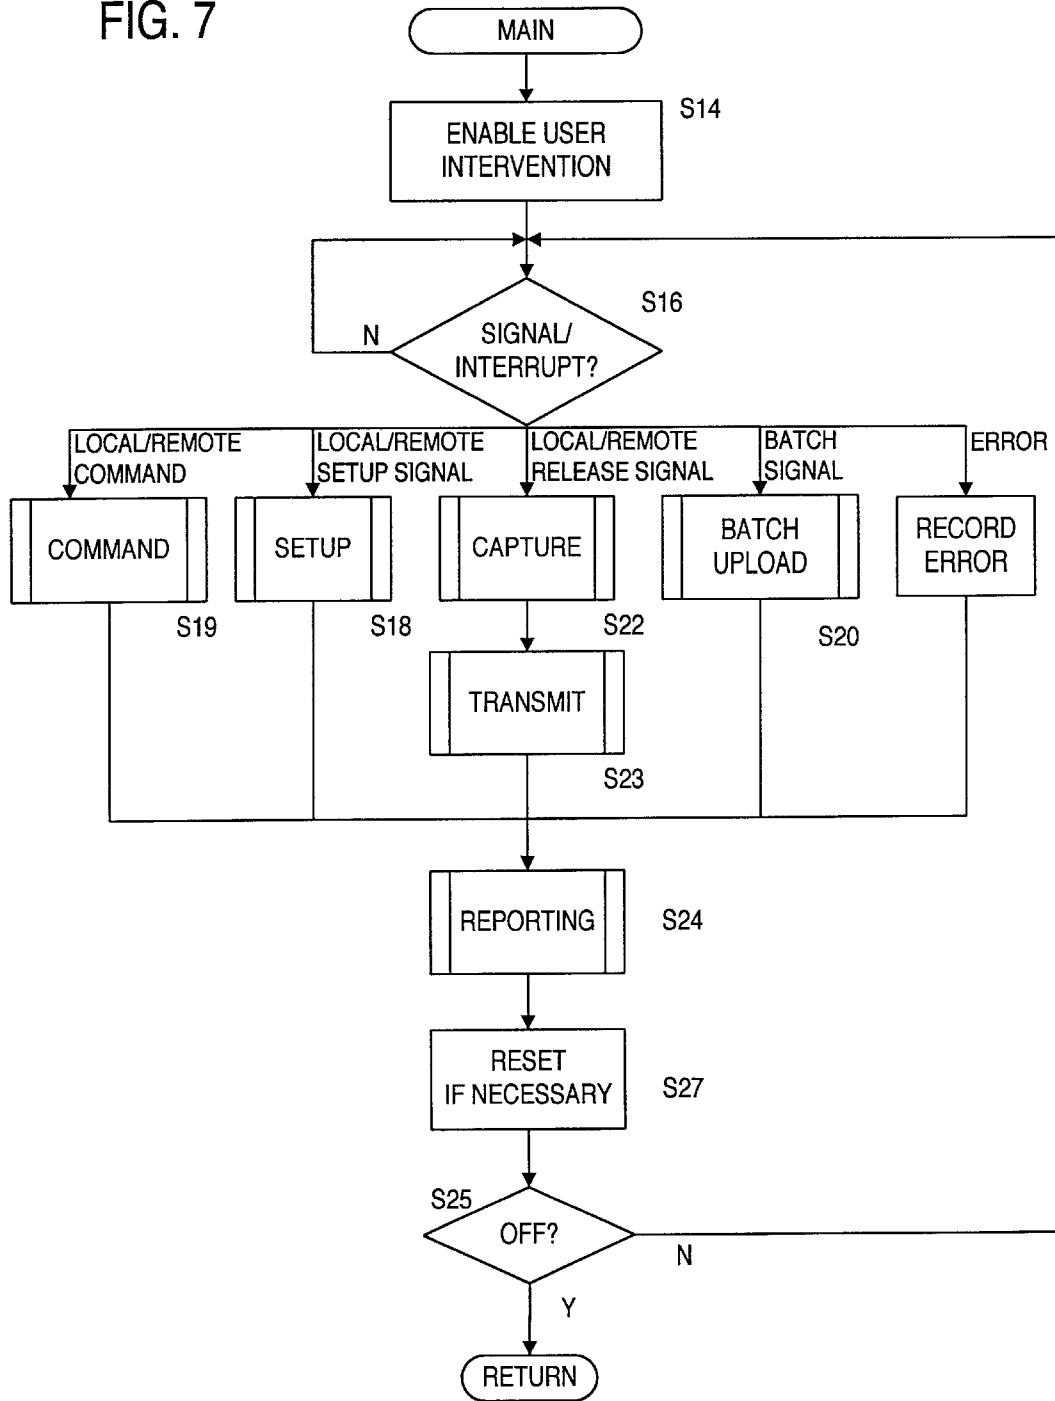 FIG. 7
MAIN
S14
ENABLE USER
INTERVENTION
S16
N
SIGNAL/
INTERRUPT?
LOCAL/REMOTE
COMMAND
LOCAL/REMOTE
SETUP SIGNAL
LOCAL/REMOTE
RELEASE SIGNAL
BATCH
SIGNAL
ERROR
COMMAND
SETUP
CAPTURE
BATCH
UPLOAD
RECORD
ERROR
S19
S18
S22
S20
TRANSMIT
S23
REPORTING
S24
RESET
IF NECESSARY
S27
S25
OFF?
N
Y
RETURN